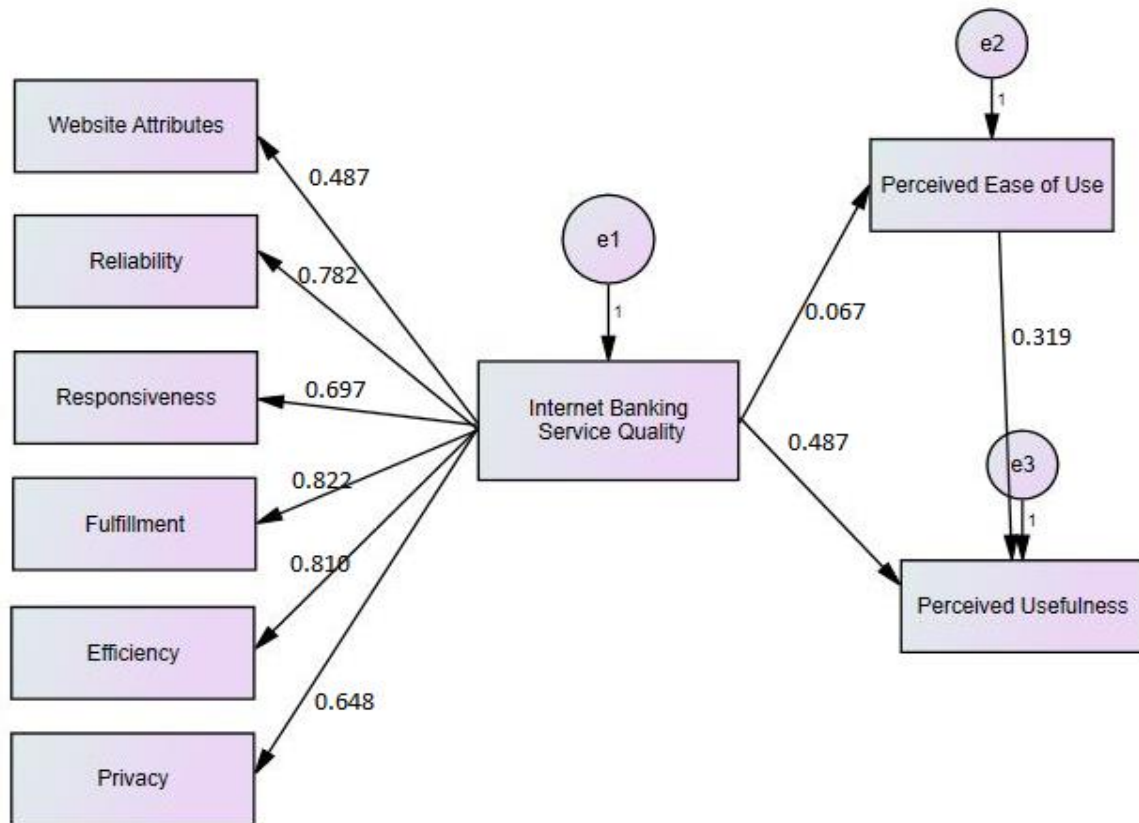 e2
1
Website Attributes
Perceived Ease of Use
0.487
e1
Reliability
0.782
1
0.067
0.319
Responsiveness
0.697
Internet Banking
Service Quality
0.487
e3
0.822
Fulfillment
1
0.810
Perceived Usefulness
Efficiency
0.648
Privacy